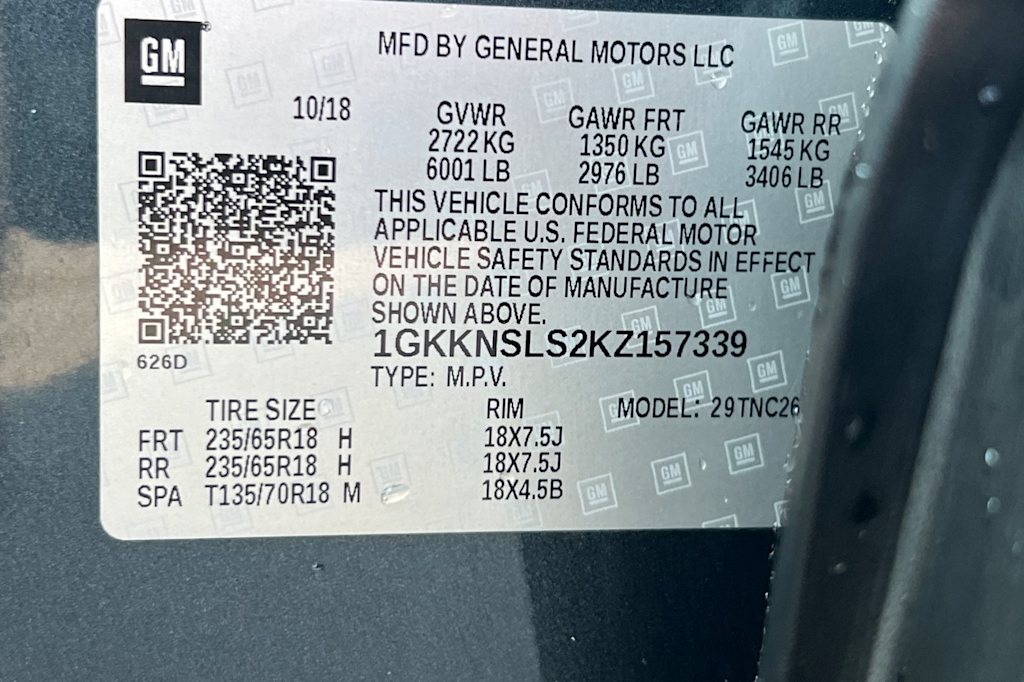 GM
MFD BY GENERAL MOTORS LLC
10/18 GVWR GAWR FRT GAWR RR
2722 KG 1350 KG 1545 KG
6001 LB 2976 LB 3406 LB
THIS VEHICLE CONFORMS TO ALL
APPLICABLE U.S. FEDERAL MOTOR
VEHICLE SAFETY STANDARDS IN EFFECT
ON THE DATE OF MANUFACTURE
SHOWN ABOVE.
1GKKNSLS2KZ157339
626D
TYPE: M.P.V.
TIRE SIZE RIM MODEL: 29TNC26
FRT 235/65R18 H 18X7.5J
RR 235/65R18 H 18X7.5J
SPA T135/70R18 M 18X4.5B